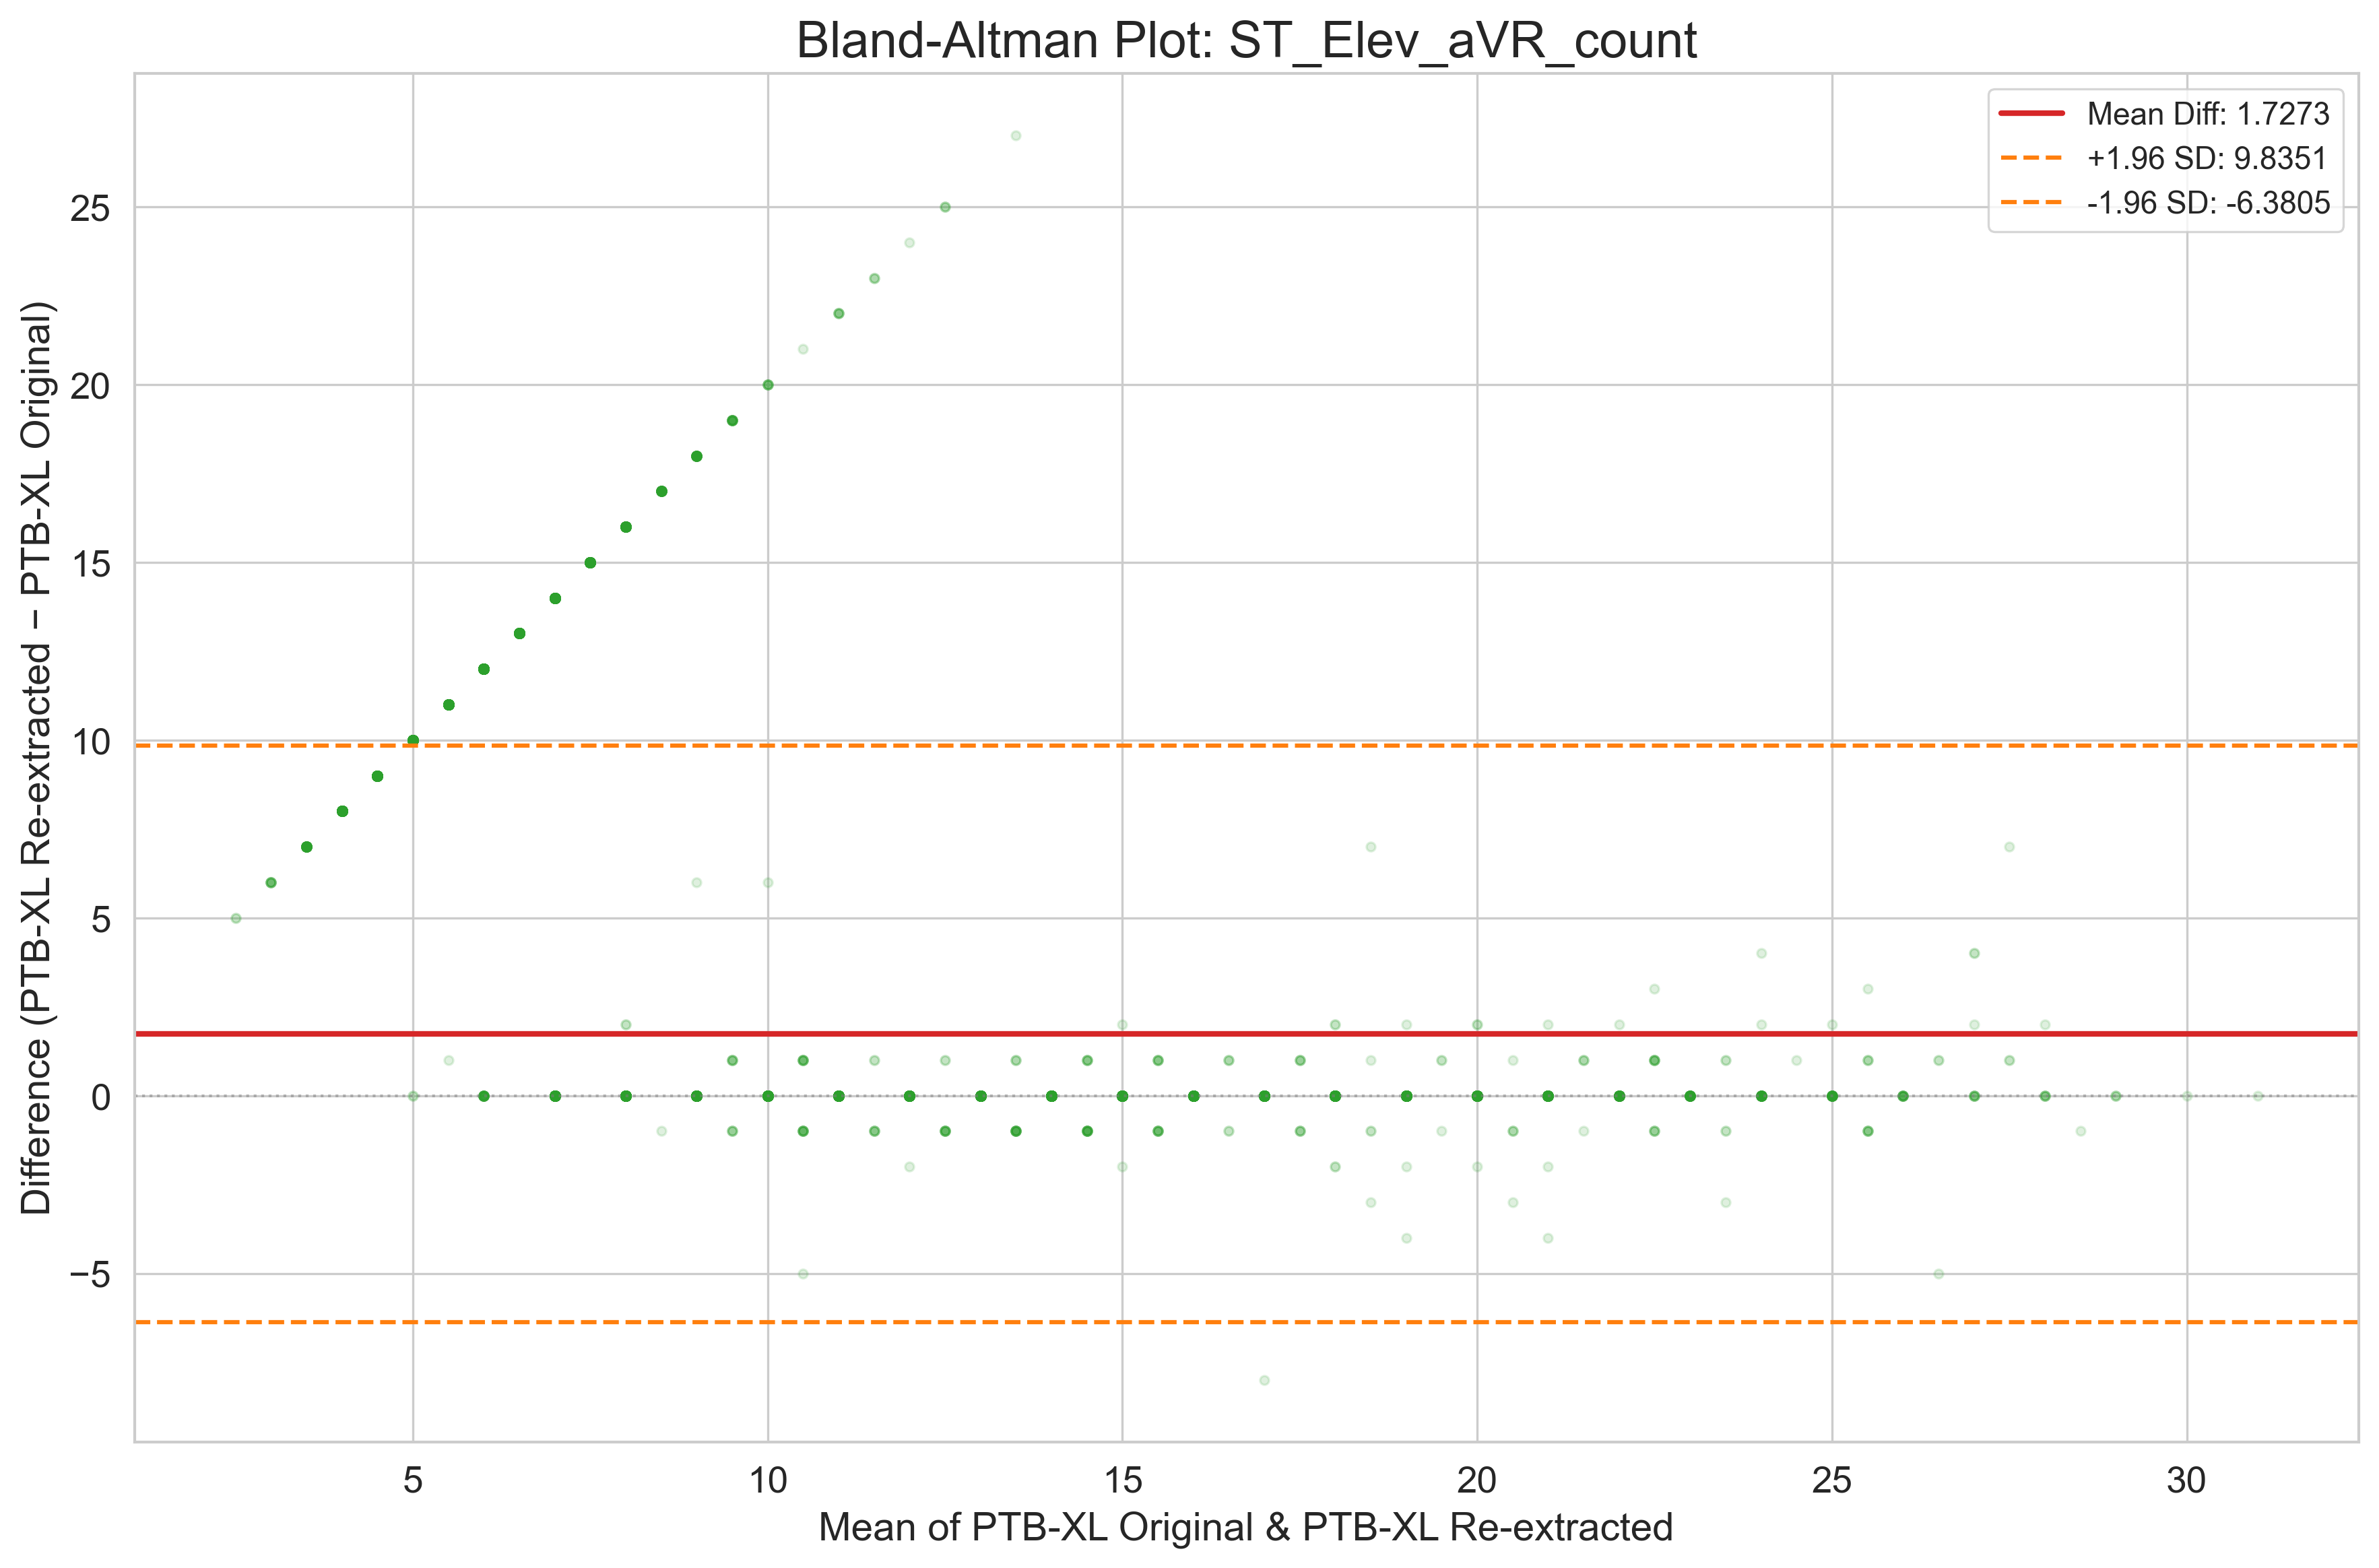 Bland-Altman Plot: ST_Elev_aVR_count
Mean Diff: 1.7273
+1.96 SD: 9.8351
-1.96 SD: -6.3805
Difference (PTB-XL Re-extracted − PTB-XL Original)
25
20
15
10
5
0
−5
5
10
15
20
25
30
Mean of PTB-XL Original & PTB-XL Re-extracted